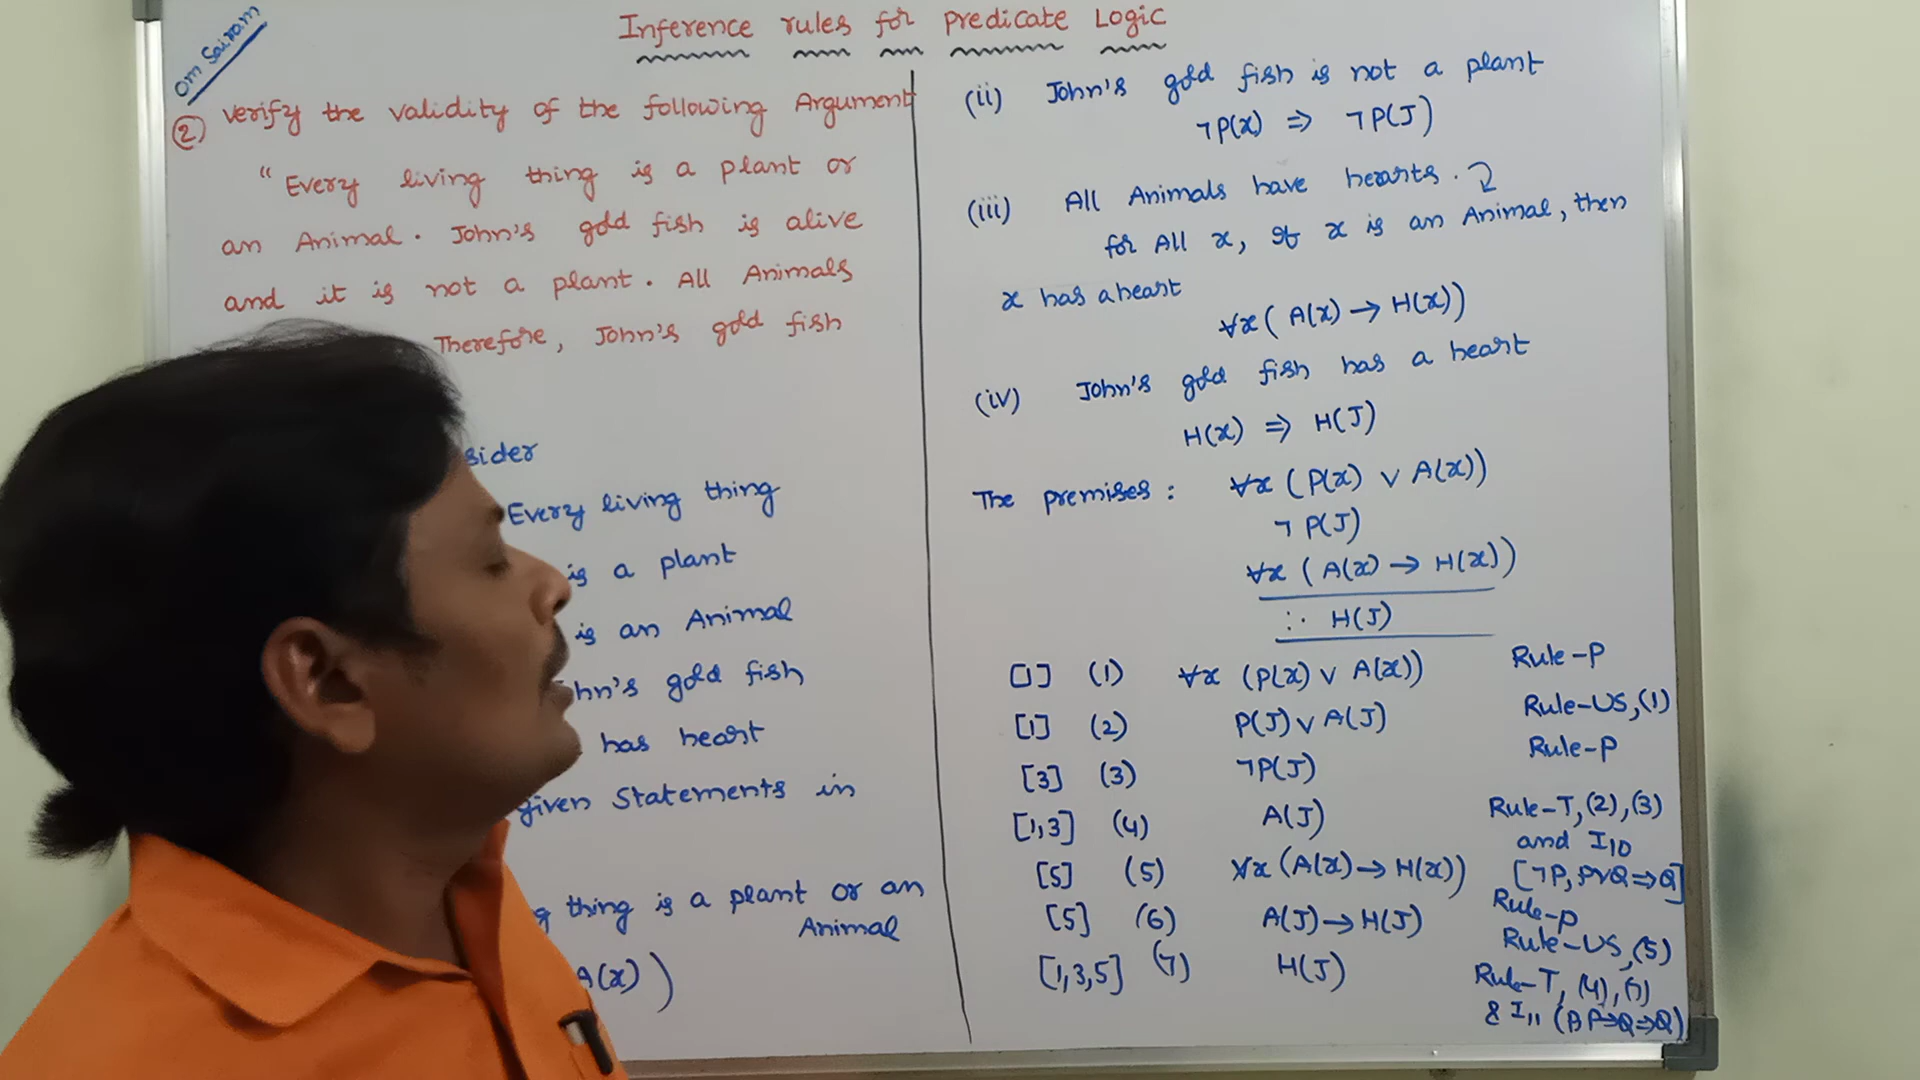 Om Sairam
Inference rules for predicate Logic
② Verify the validity of the following Argument
“Every living thing is a plant or
an Animal. John's gold fish is alive
and it is not a plant. All Animals
Therefore, John's gold fish
sider
Every living thing
is a plant
is an Animal
hn's gold fish
has heart
given Statements in
g thing is a plant or an
Animal
A(x))
(ii) John's gold fish is not a plant
¬P(x) ⇒ ¬P(J)
(iii) All Animals have hearts.
for All x, If x is an Animal, then
x has a heart
∀x (A(x) → H(x))
(iv) John's gold fish has a heart
H(x) ⇒ H(J)
The premises: ∀x (P(x) ∨ A(x))
¬P(J)
∀x (A(x) → H(x))
∴ H(J)
[1] (1) ∀x (P(x) ∨ A(x)) Rule-P
[1] (2) P(J) ∨ A(J) Rule-US, (1)
[3] (3) ¬P(J) Rule-P
[1,3] (4) A(J) Rule-T, (2), (3)
and I10
[¬P, P∨Q ⇒ Q]
[5] (5) ∀x (A(x) → H(x)) Rule-P
[5] (6) A(J) → H(J) Rule-US, (5)
[1,3,5] (7) H(J) Rule-T, (4),
& I11 (P, P→Q ⇒ Q)